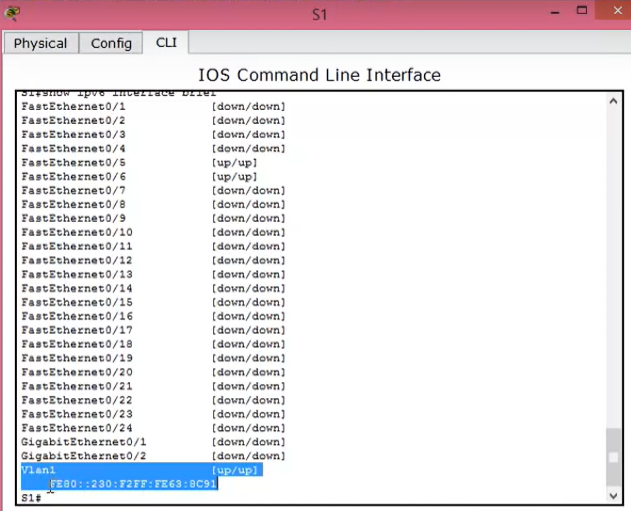 S1
Physical
Config
CLI
IOS Command Line Interface
S1#show ipv6 interface brief
FastEthernet0/1 [down/down]
FastEthernet0/2 [down/down]
FastEthernet0/3 [down/down]
FastEthernet0/4 [down/down]
FastEthernet0/5 [up/up]
FastEthernet0/6 [up/up]
FastEthernet0/7 [down/down]
FastEthernet0/8 [down/down]
FastEthernet0/9 [down/down]
FastEthernet0/10 [down/down]
FastEthernet0/11 [down/down]
FastEthernet0/12 [down/down]
FastEthernet0/13 [down/down]
FastEthernet0/14 [down/down]
FastEthernet0/15 [down/down]
FastEthernet0/16 [down/down]
FastEthernet0/17 [down/down]
FastEthernet0/18 [down/down]
FastEthernet0/19 [down/down]
FastEthernet0/20 [down/down]
FastEthernet0/21 [down/down]
FastEthernet0/22 [down/down]
FastEthernet0/23 [down/down]
FastEthernet0/24 [down/down]
GigabitEthernet0/1 [down/down]
GigabitEthernet0/2 [down/down]
Vlan1 [up/up]
FE80::230:F2FF:FE63:8C91
S1#